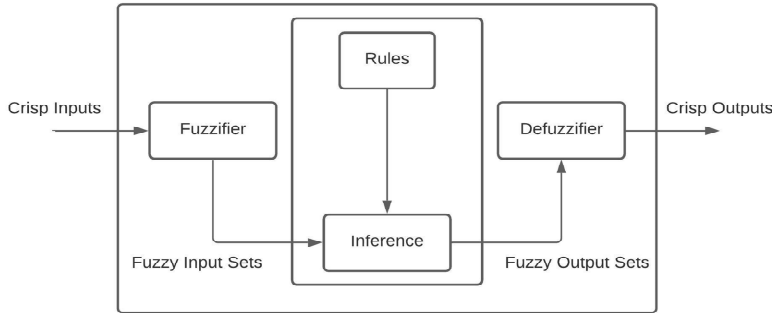 Rules
Crisp Inputs
Fuzzifier
Defuzzifier
Crisp Outputs
Inference
Fuzzy Input Sets
Fuzzy Output Sets